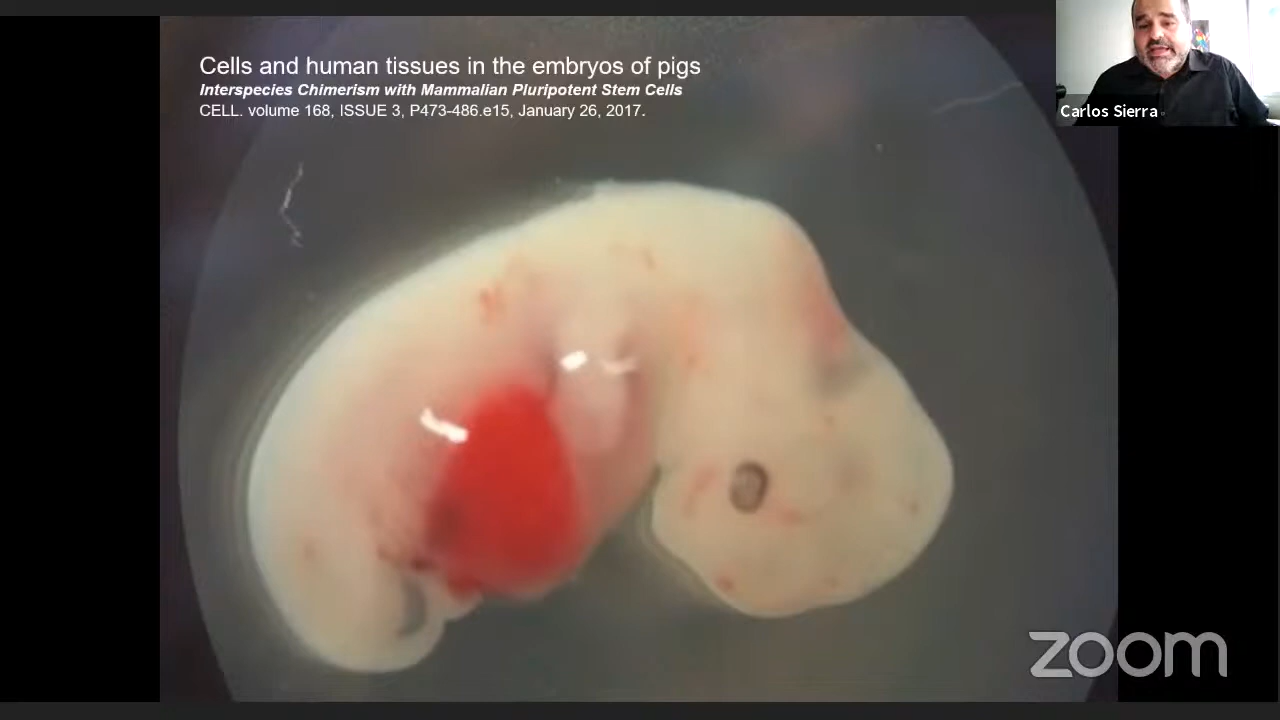 Cells and human tissues in the embryos of pigs
Interspecies Chimerism with Mammalian Pluripotent Stem Cells
CELL. volume 168, ISSUE 3, P473-486.e15, January 26, 2017.
Carlos Sierra
zoom